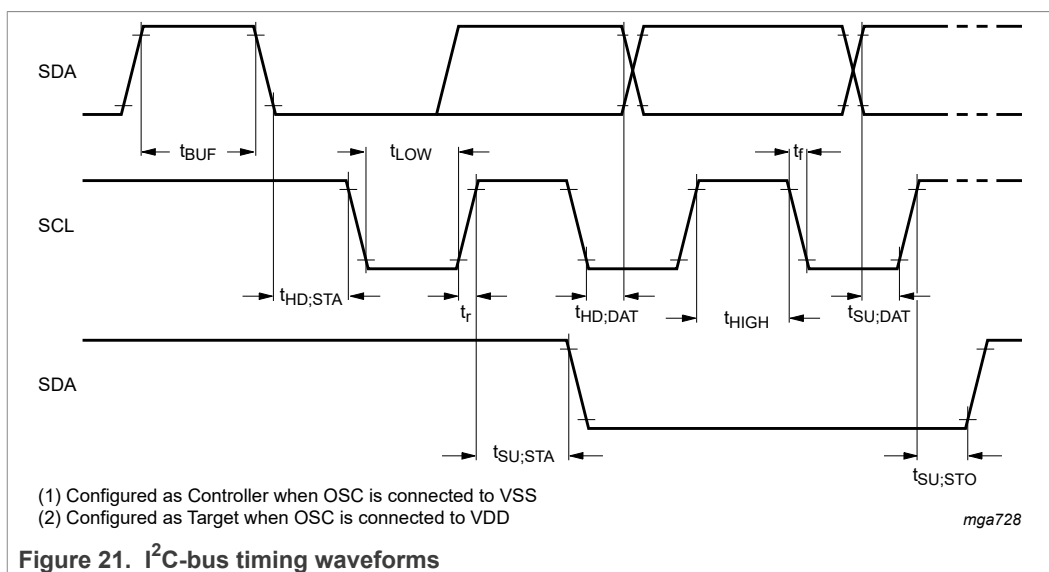 SDA
tBUF
tLOW
tf
SCL
tHD;STA
tr
tHD;DAT
tHIGH
tSU;DAT
SDA
tSU;STA
tSU;STO
(1) Configured as Controller when OSC is connected to VSS
(2) Configured as Target when OSC is connected to VDD
mga728
Figure 21. I²C-bus timing waveforms